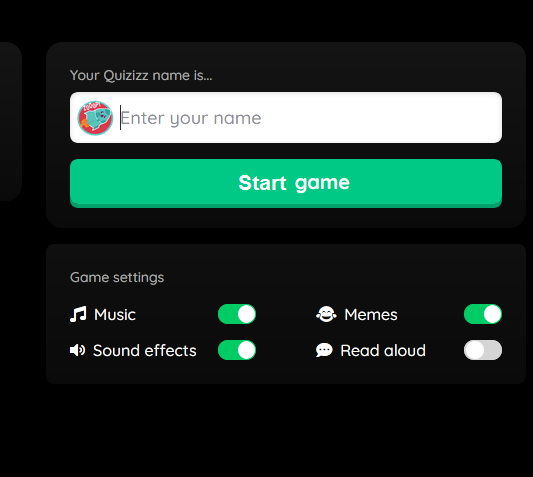 Your Quizizz name is...
Enter your name
Start game
Game settings
Music
Memes
Sound effects
Read aloud